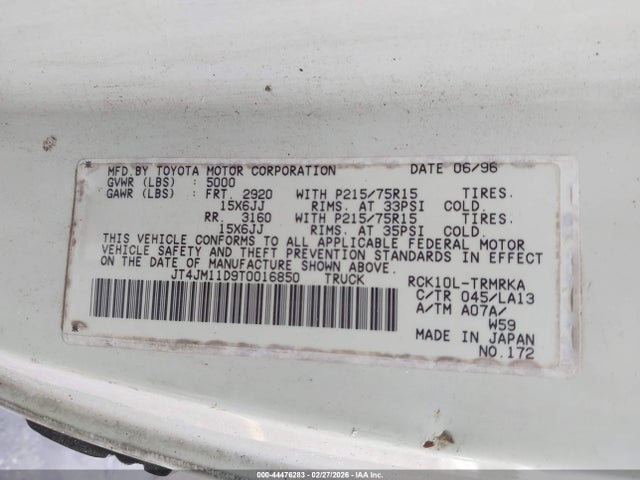 MFD.BY TOYOTA MOTOR CORPORATION DATE 06/96
GVWR (LBS) : 5000
GAWR (LBS) : FRT 2920 WITH P215/75R15 TIRES.
15X6JJ RIMS. AT 33PSI COLD.
RR. 3160 WITH P215/75R15 TIRES.
15X6JJ RIMS. AT 35PSI COLD.
THIS VEHICLE CONFORMS TO ALL APPLICABLE FEDERAL MOTOR
VEHICLE SAFETY AND THEFT PREVENTION STANDARDS IN EFFECT
ON THE DATE OF MANUFACTURE SHOWN ABOVE.
JT4JM11D9T0016850 TRUCK RCK10L-TRMRKA
C/TR 045/LA13
A/TM A07A/
W59
MADE IN JAPAN
NO.172
000-44476283 - 02/27/2026 - IAA, Inc.